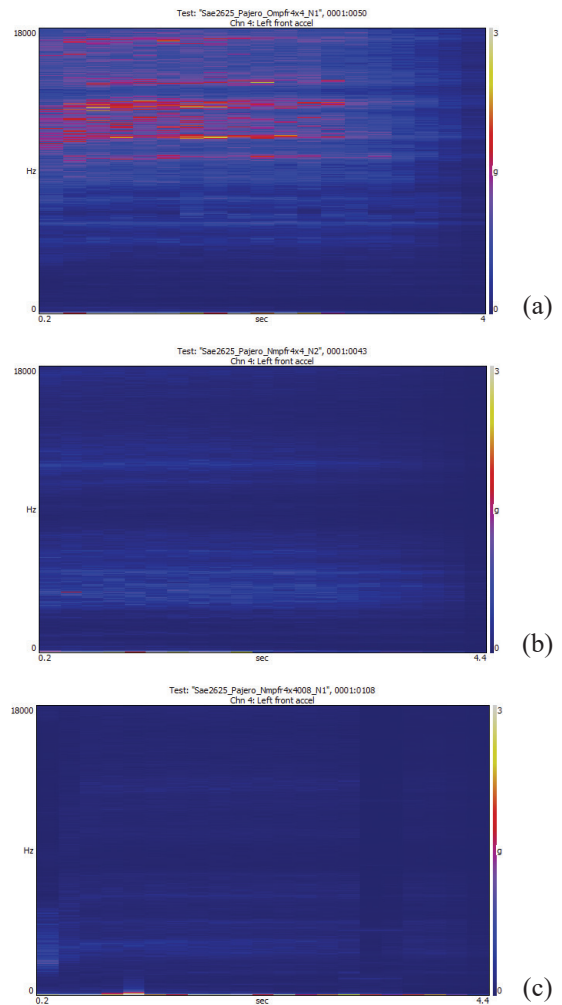 Test: "Sae2625_Pajero_Ompfr4x4_N1", 0001:0050
Chn 4: Left front accel
18000
3
Hz
g
0
0
0.2
sec
4
(a)
Test: "Sae2625_Pajero_Nmpfr4x4_N2", 0001:0043
Chn 4: Left front accel
18000
3
Hz
g
0
0
0.2
sec
4.4
(b)
Test: "Sae2625_Pajero_Nmpfr4x4008_N1", 0001:0108
Chn 4: Left front accel
18000
3
Hz
g
0
0
0.2
sec
4.4
(c)